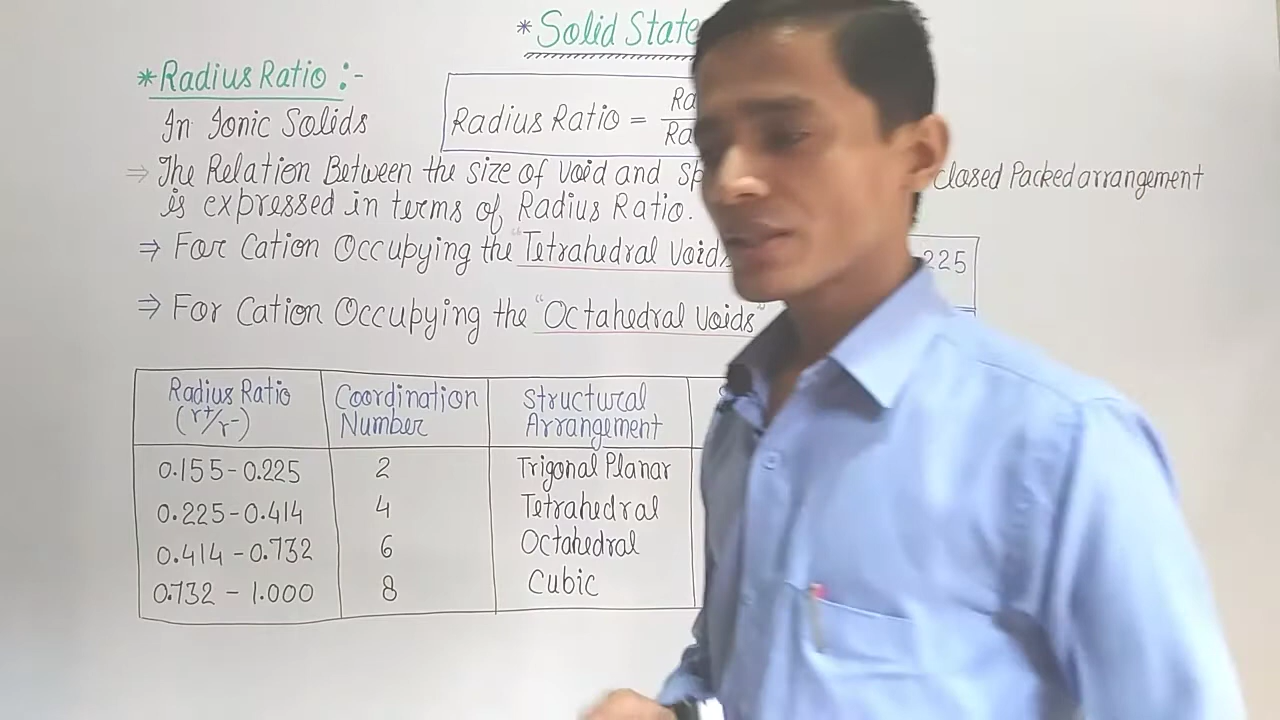 * Solid State
* Radius Ratio :-
In Ionic Solids
Radius Ratio =
⇒ The Relation Between the size of void and closed Packed arrangement
is expressed in terms of Radius Ratio.
⇒ For Cation Occupying the "Tetrahedral Voids 225
⇒ For Cation Occupying the "Octahedral Voids"
Radius Ratio (r+/r-) Coordination Number Structural Arrangement
0.155-0.225 2 Trigonal Planar
0.225-0.414 4 Tetrahedral
0.414-0.732 6 Octahedral
0.732-1.000 8 Cubic